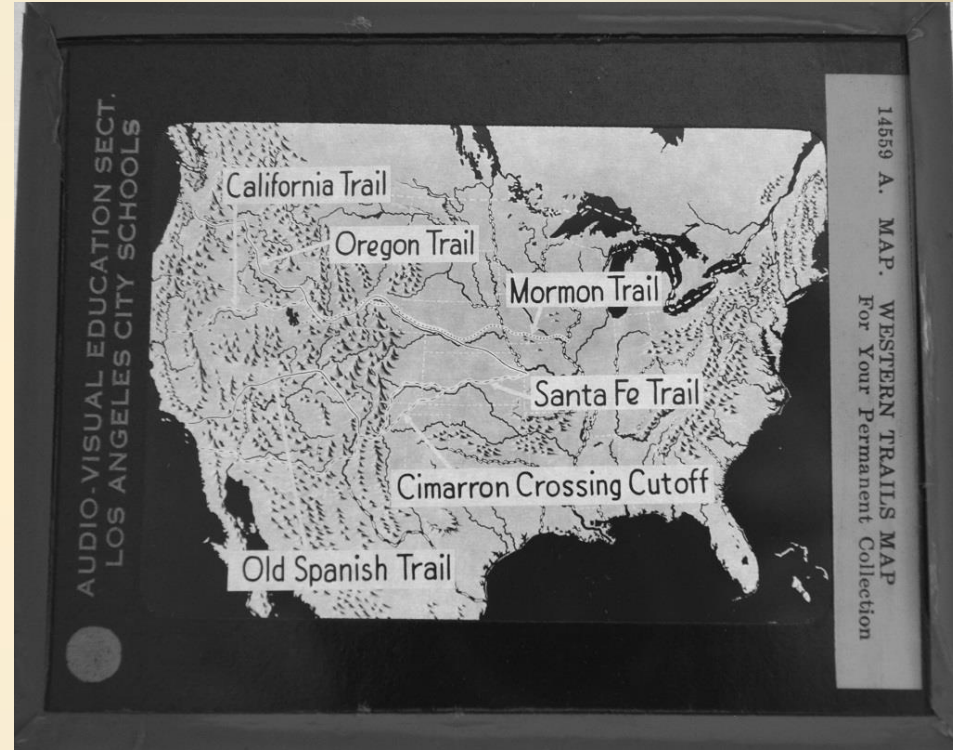 AUDIO-VISUAL EDUCATION SECT.
LOS ANGELES CITY SCHOOLS
California Trail
Oregon Trail
Mormon Trail
Santa Fe Trail
Cimarron Crossing Cutoff
Old Spanish Trail
14559 A. MAP. WESTERN TRAILS MAP
For Your Permanent Collection